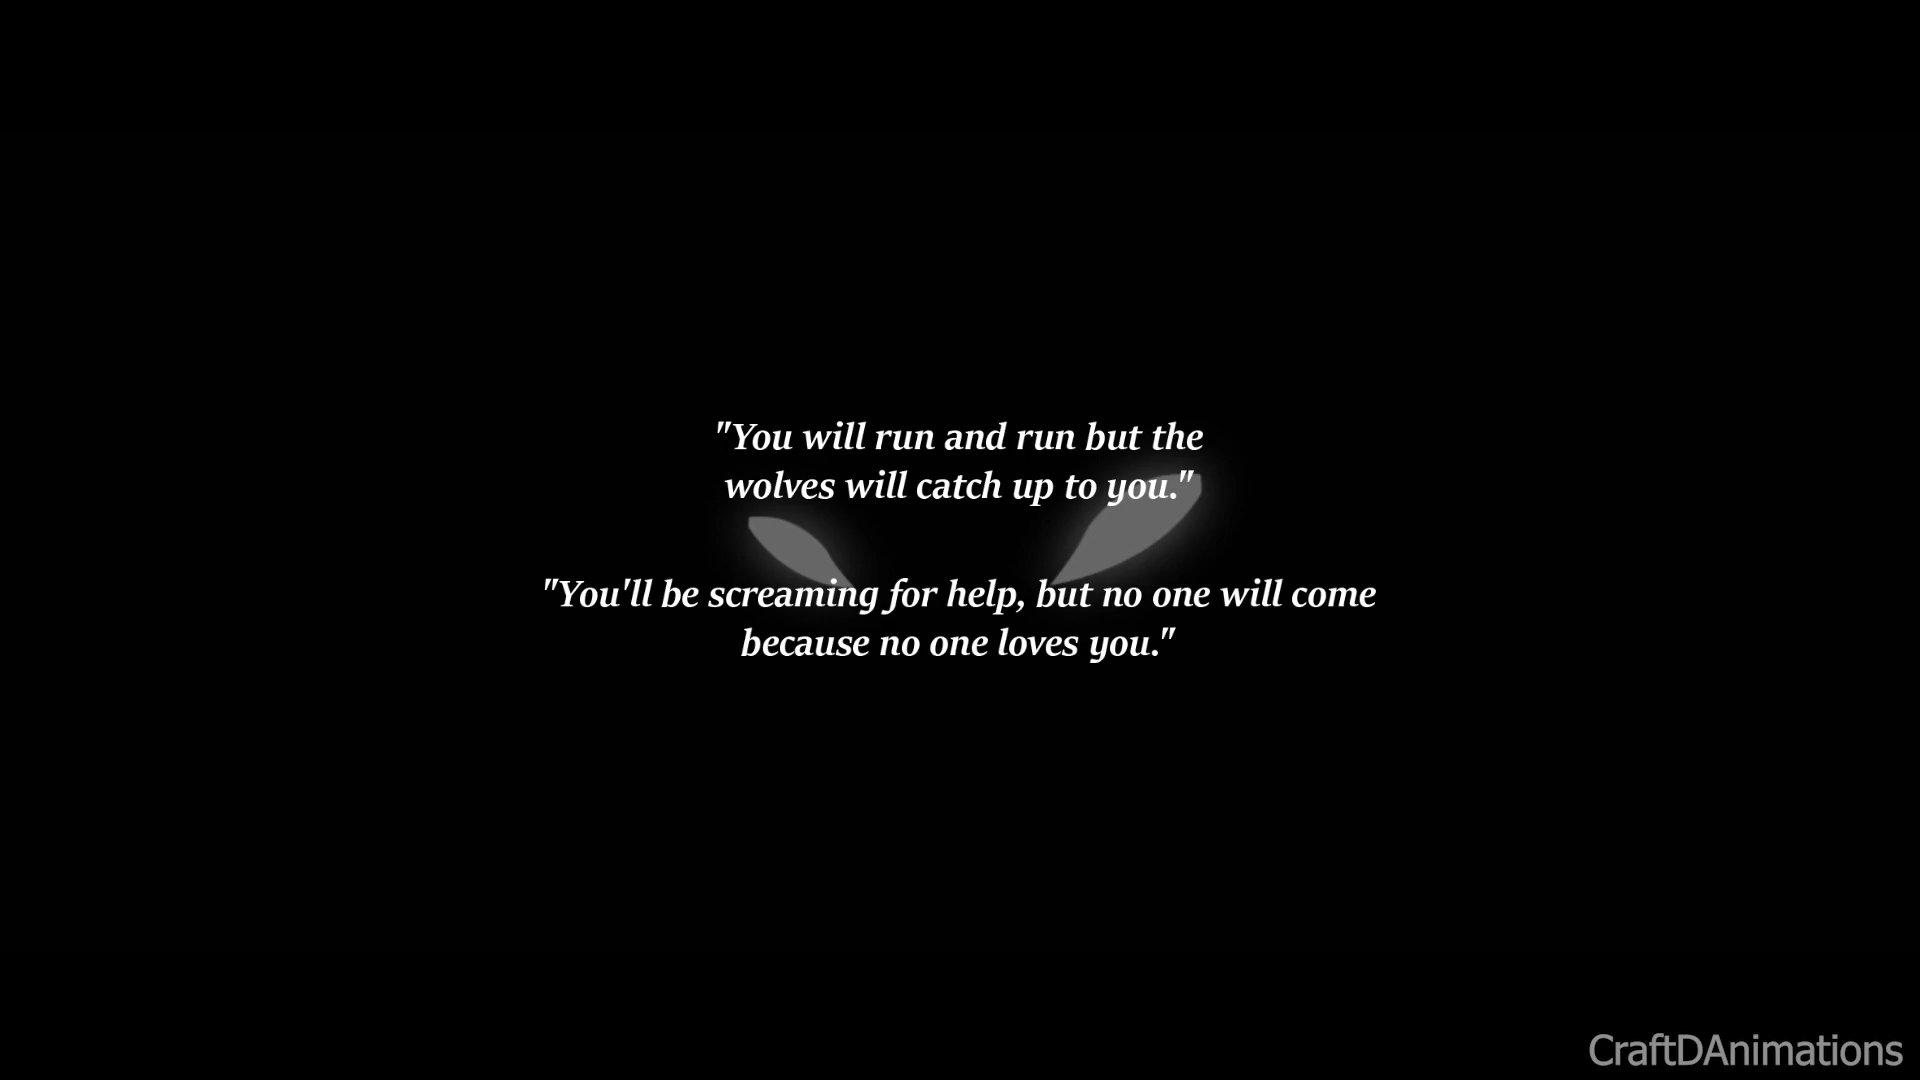 "You will run and run but the
wolves will catch up to you."
"You'll be screaming for help, but no one will come
because no one loves you."
CraftDAnimations